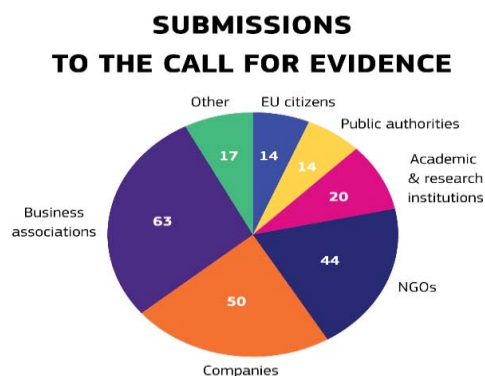 SUBMISSIONS
TO THE CALL FOR EVIDENCE
Other
EU citizens
Public authorities
Academic
& research
institutions
NGOs
Companies
Business
associations
17
14
14
20
44
50
63